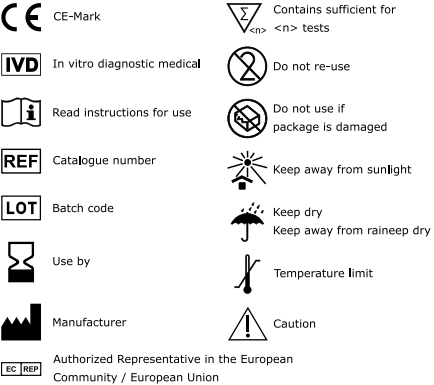 CE CE-Mark
IVD In vitro diagnostic medical
i Read instructions for use
REF Catalogue number
LOT Batch code
Use by
Manufacturer
EC REP Authorized Representative in the European
Community / European Union
Σ <n> Contains sufficient for
<n> tests
2 Do not re-use
Do not use if
package is damaged
Keep away from sunlight
Keep dry
Keep away from raineep dry
Temperature limit
! Caution